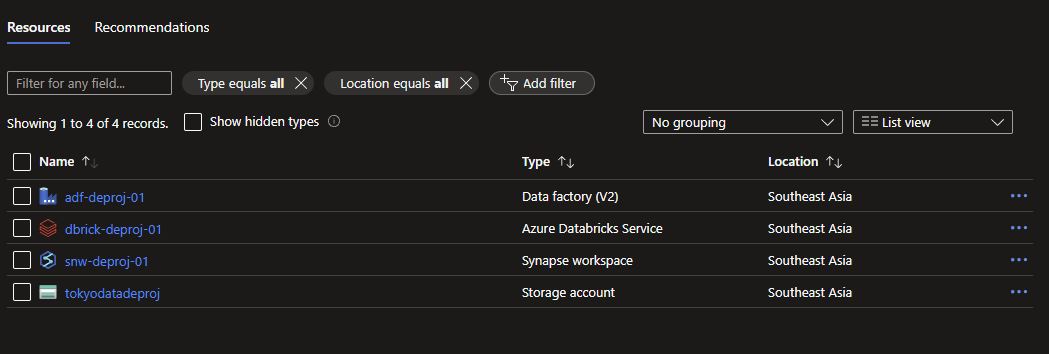 Resources Recommendations
Filter for any field... Type equals all Location equals all Add filter
Showing 1 to 4 of 4 records. Show hidden types No grouping List view
Name Type Location
adf-deproj-01 Data factory (V2) Southeast Asia
dbrick-deproj-01 Azure Databricks Service Southeast Asia
snw-deproj-01 Synapse workspace Southeast Asia
tokyodatadeproj Storage account Southeast Asia